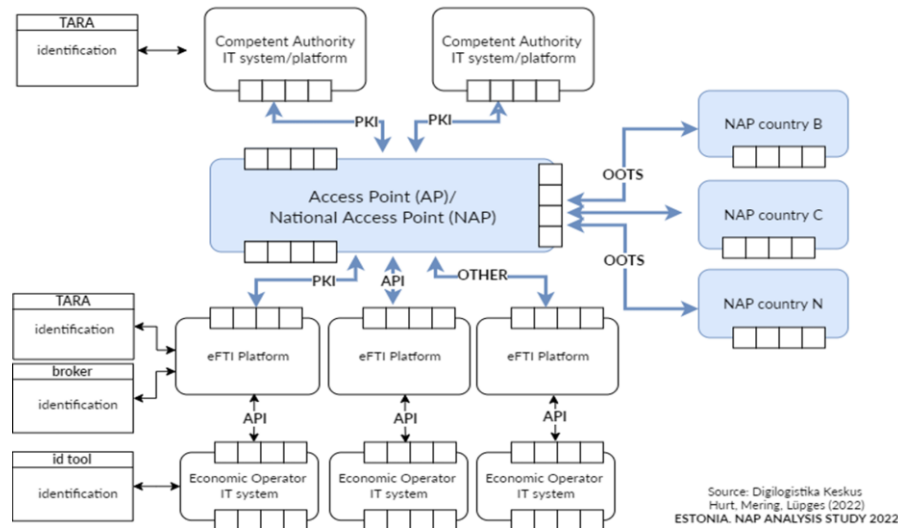 TARA
identification
Competent Authority
IT system/platform
Competent Authority
IT system/platform
PKI
PKI
NAP country B
OOTS
Access Point (AP)/
National Access Point (NAP)
NAP country C
OOTS
NAP country N
PKI
API
OTHER
TARA
identification
broker
identification
eFTI Platform
eFTI Platform
eFTI Platform
API
API
API
id tool
identification
Economic Operator
IT system
Economic Operator
IT system
Economic Operator
IT system
Source: Digilogistika Keskus
Hurt, Mering, Lüpges (2022)
ESTONIA. NAP ANALYSIS STUDY 2022